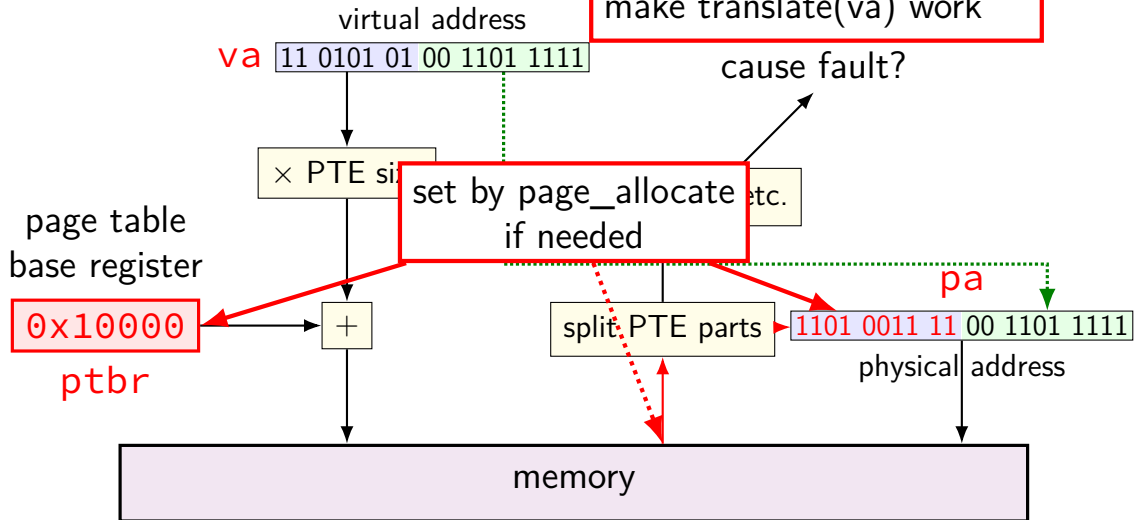 make translate(va) work
virtual address
va 11 0101 01 00 1101 1111
cause fault?
× PTE
set by page_allocate
if needed
etc.
page table
base register
0x10000
ptbr
+
split PTE parts
pa
1101 0011 11 00 1101 1111
physical address
memory